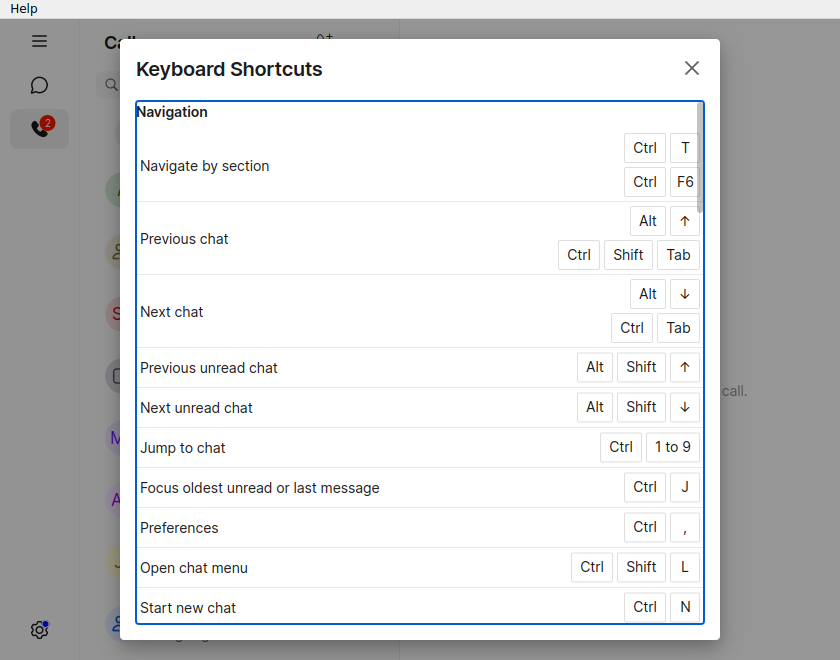 Help
2
Keyboard Shortcuts
Navigation
Navigate by section
Ctrl T
Ctrl F6
Previous chat
Alt ↑
Ctrl Shift Tab
Next chat
Alt ↓
Ctrl Tab
Previous unread chat Alt Shift ↑
Next unread chat Alt Shift ↓
Jump to chat Ctrl 1 to 9
call.
Focus oldest unread or last message Ctrl J
Preferences Ctrl ,
Open chat menu Ctrl Shift L
Start new chat Ctrl N